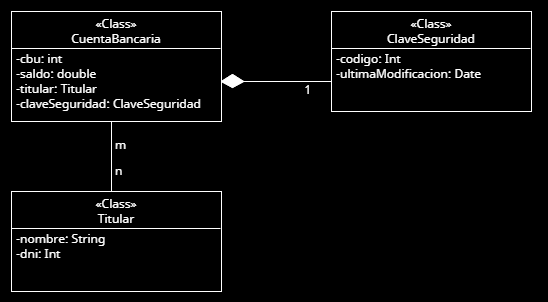 «Class»
CuentaBancaria
-cbu: int
-saldo: double
-titular: Titular
-claveSeguridad: ClaveSeguridad
«Class»
ClaveSeguridad
-codigo: Int
-ultimaModificacion: Date
1
m
n
«Class»
Titular
-nombre: String
-dni: Int